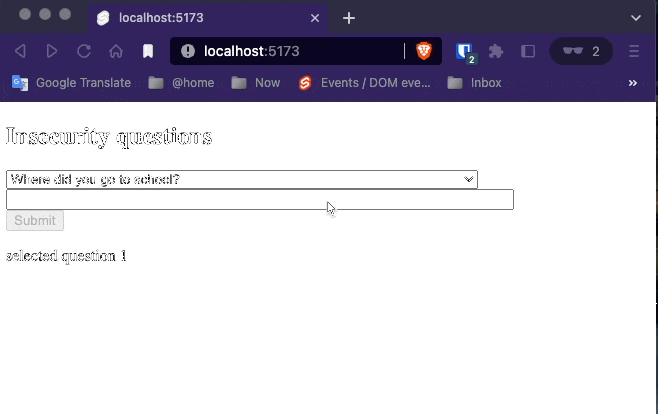 localhost:5173
localhost:5173
2
2
Google Translate
@home
Now
Events / DOM eve...
Inbox
»
Insecurity questions
Where did you go to school?
Submit
selected question 1